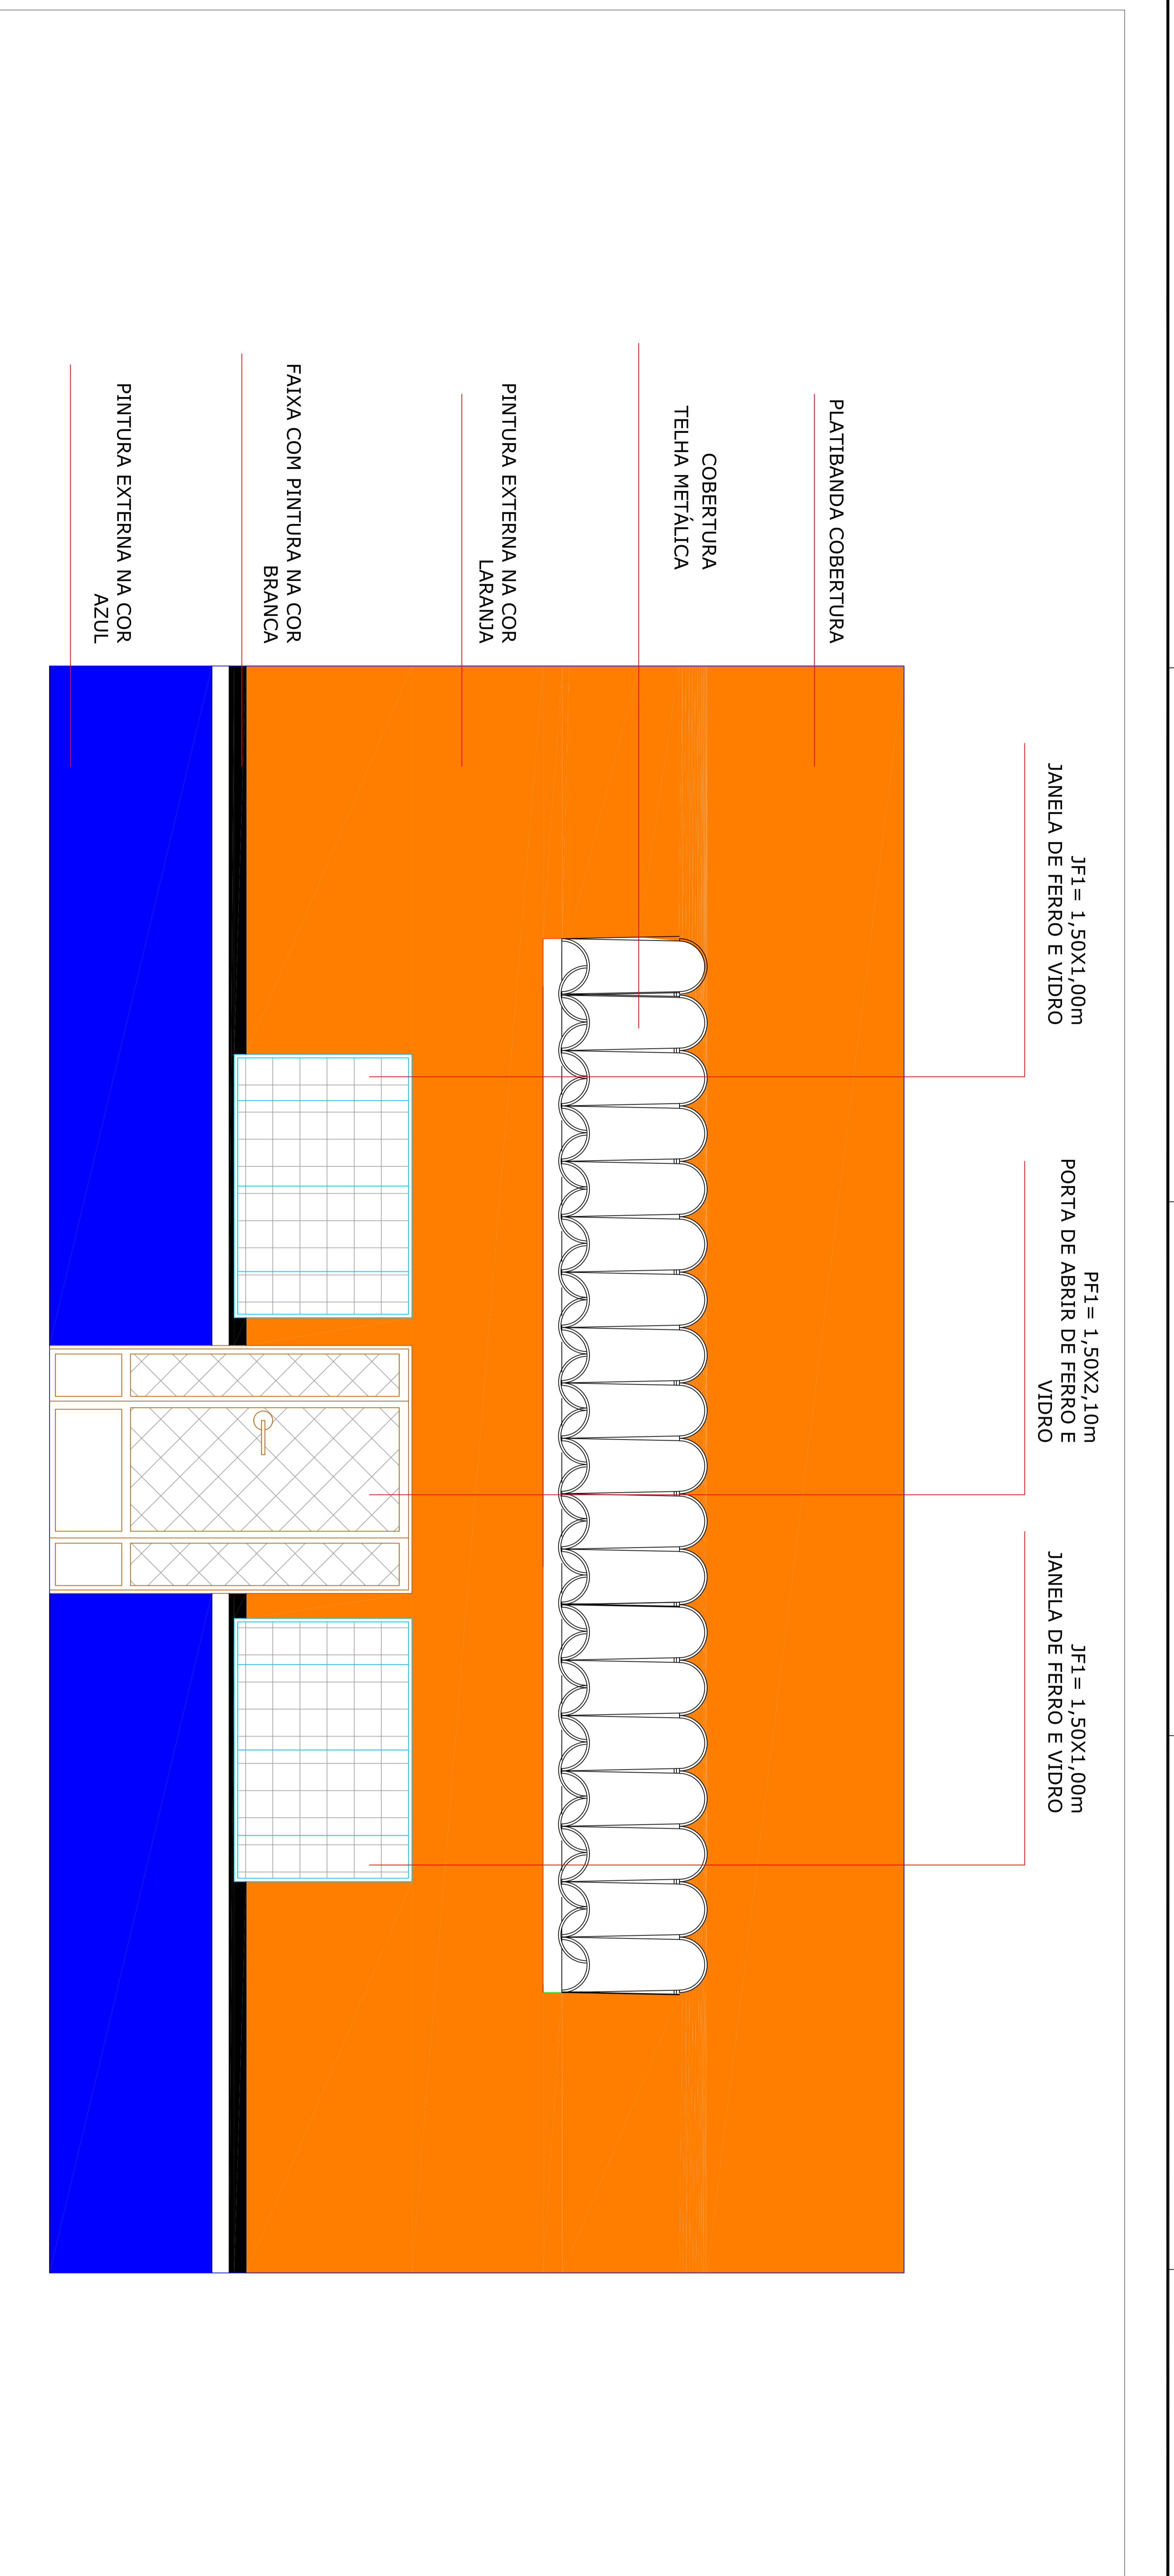 JF1= 1,50X1,00m
JANELA DE FERRO E VIDRO
PF1= 1,50X2,10m
PORTA DE ABRIR DE FERRO E
VIDRO
JF1= 1,50X1,00m
JANELA DE FERRO E VIDRO
PLATIBANDA COBERTURA
COBERTURA
TELHA METÁLICA
PINTURA EXTERNA NA COR
LARANJA
FAIXA COM PINTURA NA COR
BRANCA
PINTURA EXTERNA NA COR
AZUL